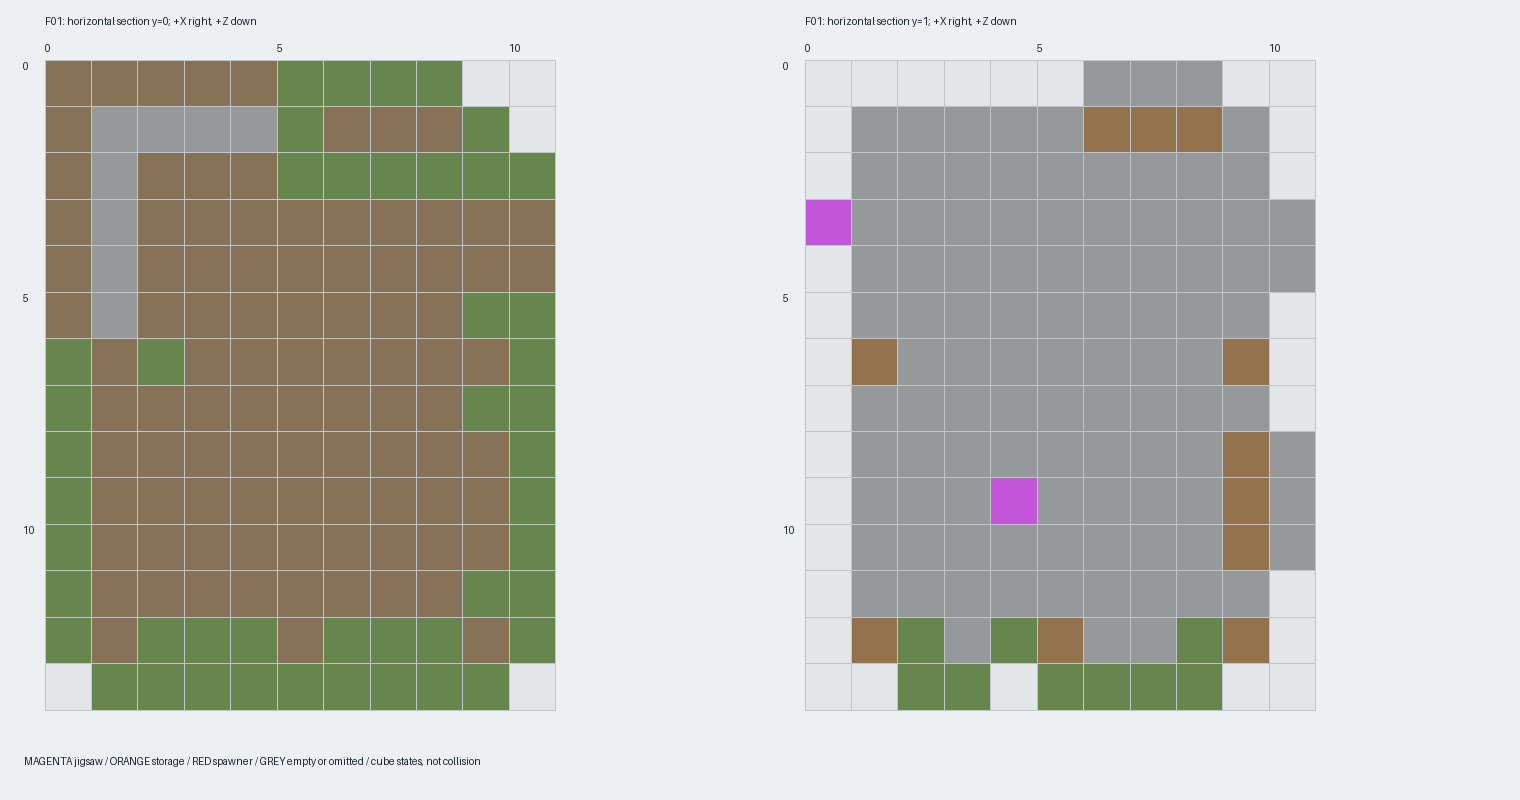 F01: horizontal section y=0; +X right, +Z down
F01: horizontal section y=1; +X right, +Z down
0 5 10
0 5 10
0 0
5 5
10 10
MAGENTA jigsaw / ORANGE storage / RED spawner / GREY empty or omitted / cube states, not collision